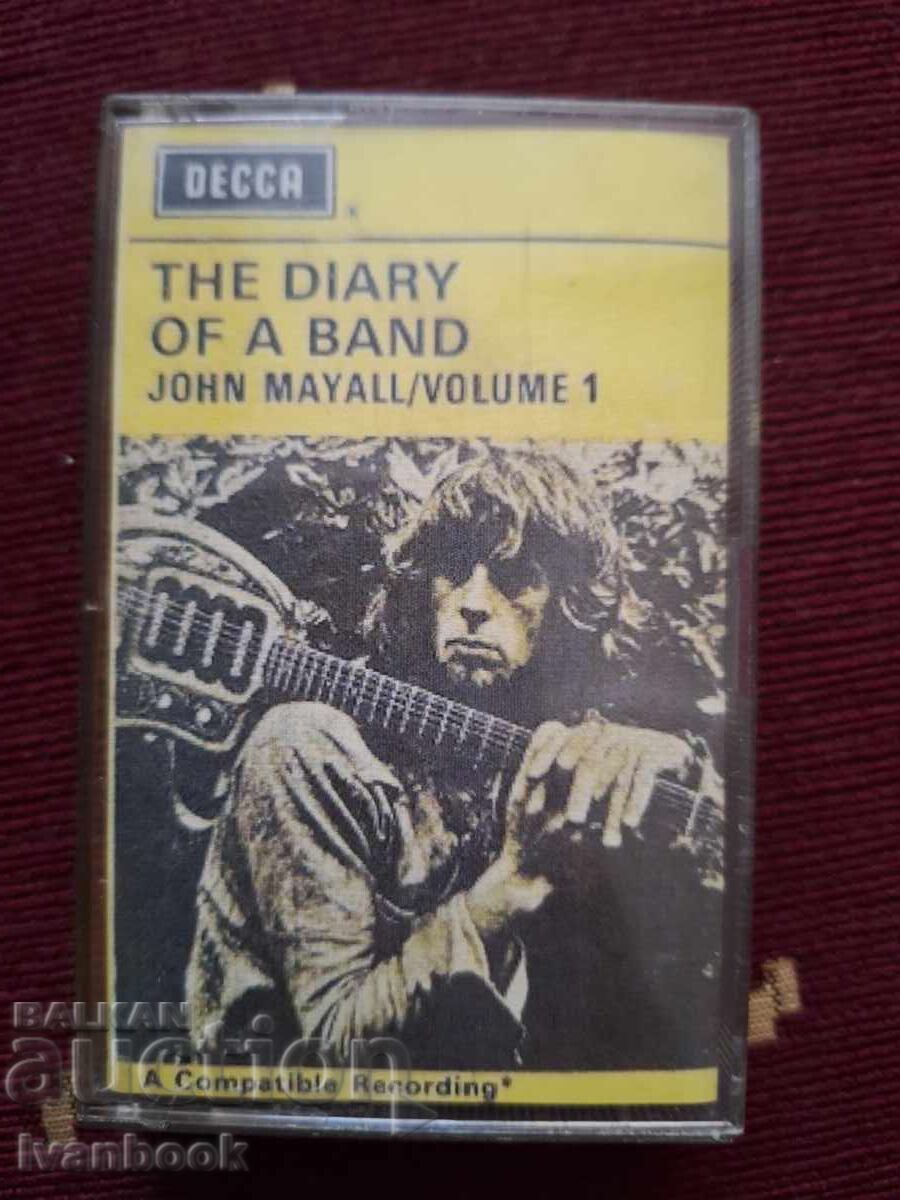 DECCA
THE DIARY
OF A BAND
JOHN MAYALL/VOLUME 1
BALKAN
auction
A Compatible Recording*
Ivanbook